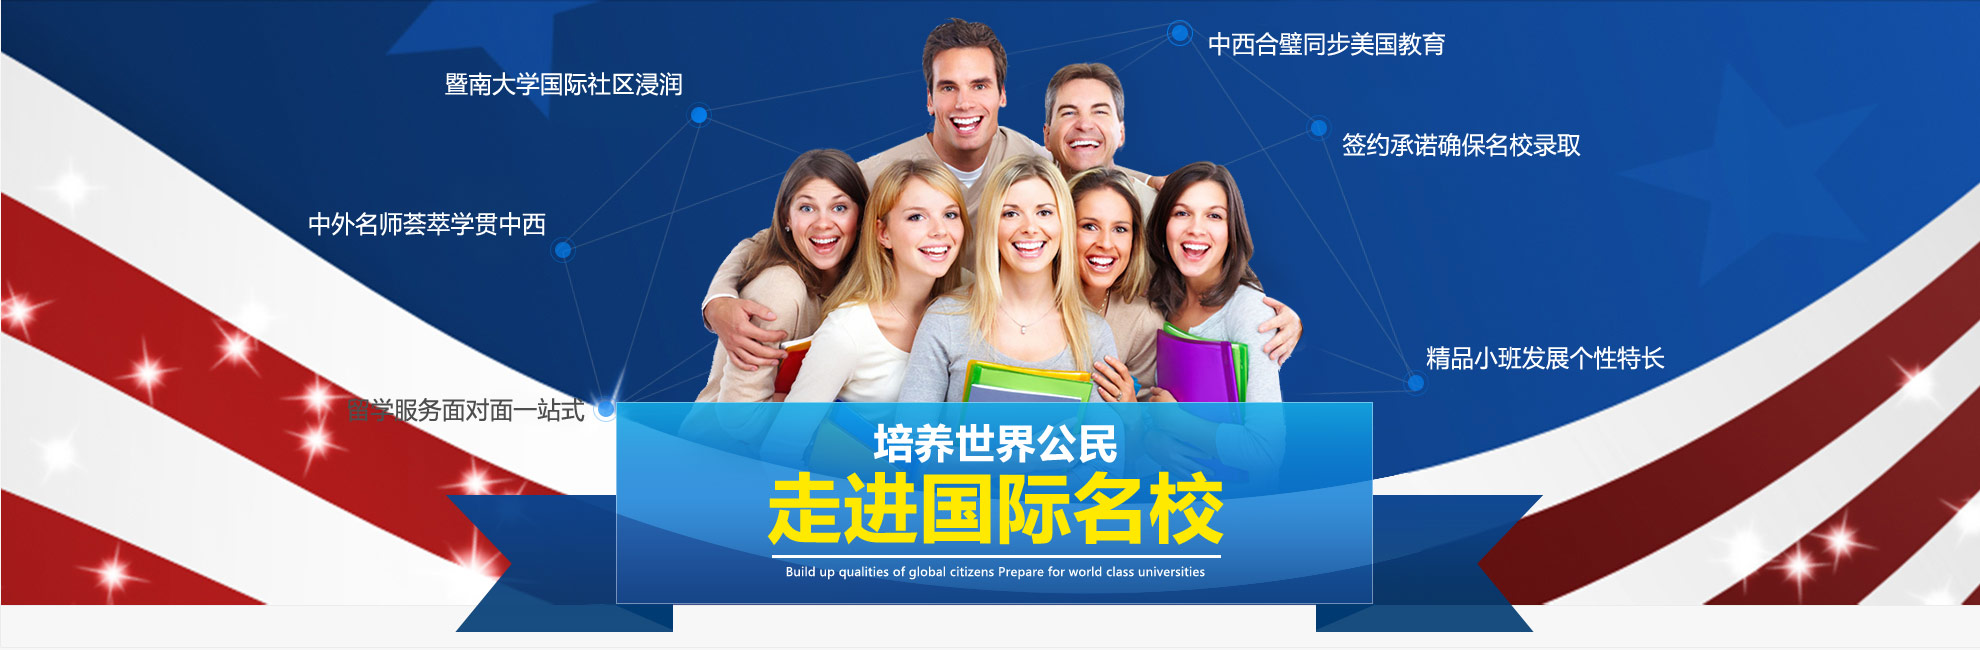 中西合璧同步美国教育
暨南大学国际社区浸润
签约承诺确保名校录取
中外名师荟萃学贯中西
精品小班发展个性特长
留学服务面对面一站式
培养世界公民
走进国际名校
Build up qualities of global citizens Prepare for world class universities